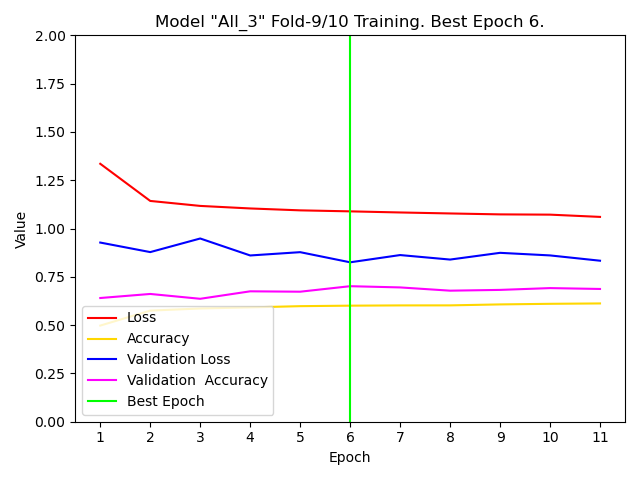 Model "All_3" Fold-9/10 Training. Best Epoch 6.
2.00
1.75
1.50
1.25
1.00
0.75
0.50
0.25
0.00
Value
Loss
Accuracy
Validation Loss
Validation  Accuracy
Best Epoch
1 2 3 4 5 6 7 8 9 10 11
Epoch